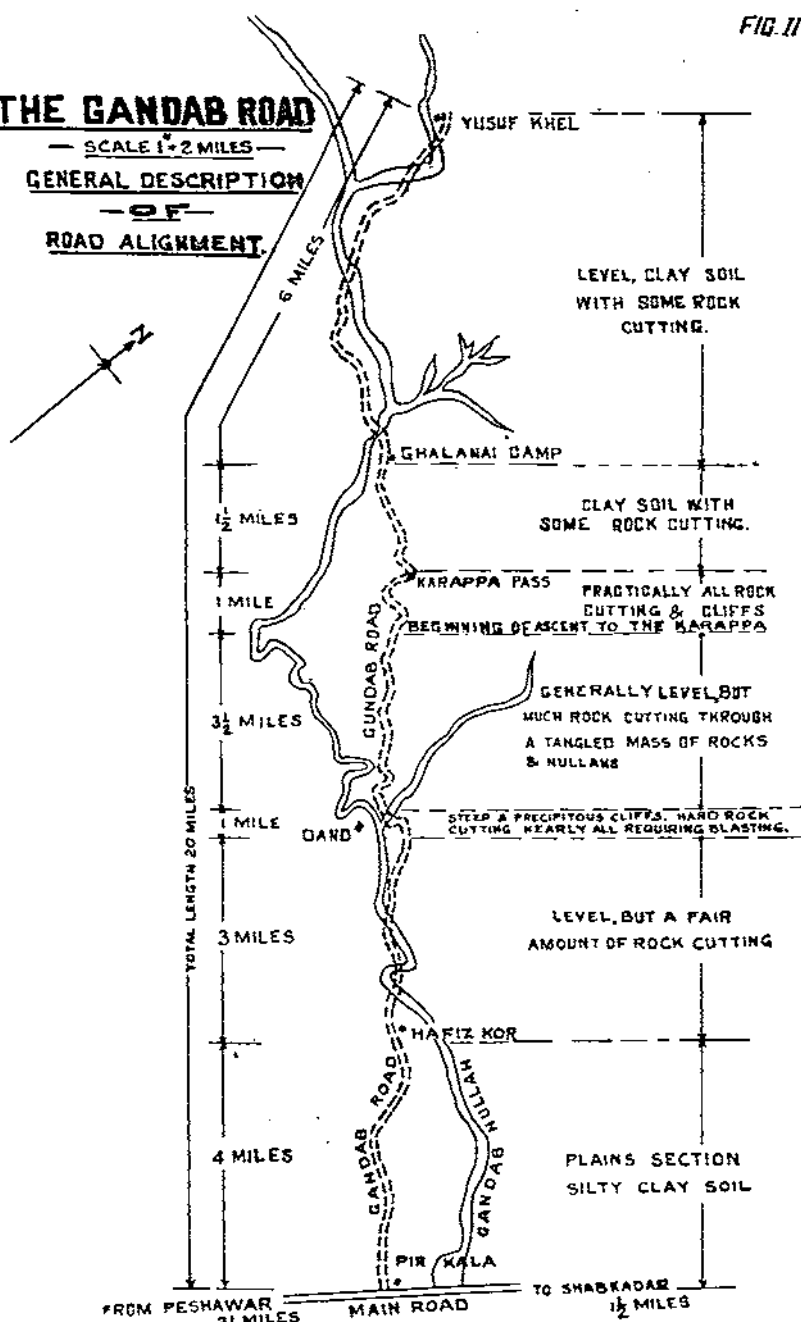 FIG. II
THE GANDAB ROAD
— SCALE 1" = 2 MILES —
GENERAL DESCRIPTION
— OF —
ROAD ALIGNMENT.
YUSUF KHEL
6 MILES
N
LEVEL, CLAY SOIL
WITH SOME ROCK
CUTTING.
GHALANAI CAMP
1½ MILES
CLAY SOIL WITH
SOME ROCK CUTTING.
KARAPPA PASS
1 MILE
PRACTICALLY ALL ROCK
CUTTING & CLIFFS
BEGINNING OF ASCENT TO THE KARAPPA
GUNDAB ROAD
3½ MILES
GENERALLY LEVEL, BUT
MUCH ROCK CUTTING THROUGH
A TANGLED MASS OF ROCKS
& NULLAHS
TOTAL LENGTH 20 MILES
1 MILE
DAND
STEEP & PRECIPITOUS CLIFFS. HARD ROCK
CUTTING NEARLY ALL REQUIRING BLASTING.
3 MILES
LEVEL, BUT A FAIR
AMOUNT OF ROCK CUTTING
HAFIZ KOR
4 MILES
GANDAB ROAD
GANDAB NULLAH
PLAINS SECTION
SILTY CLAY SOIL
PIR KALA
FROM PESHAWAR
MILES
MAIN ROAD
TO SHABKADAR
1½ MILES